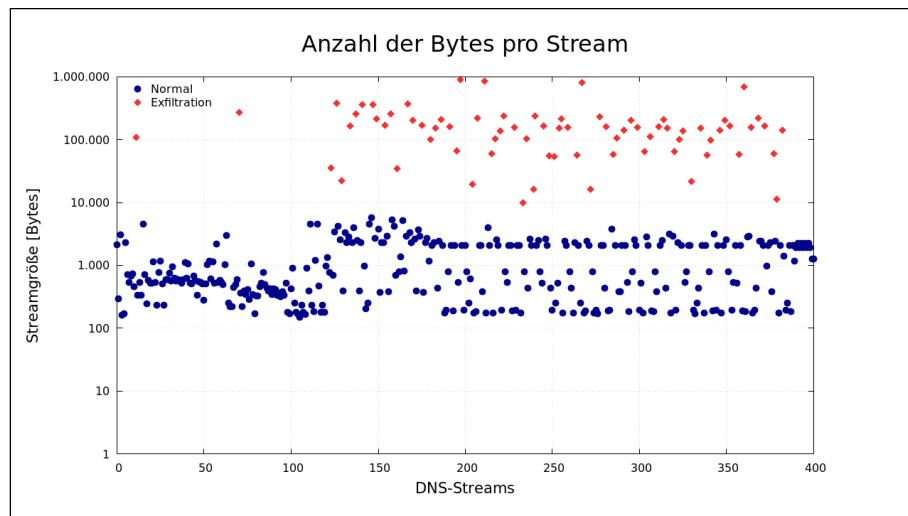 Anzahl der Bytes pro Stream
1.000.000
Normal
Exfiltration
100.000
10.000
1.000
100
10
1
Streamgröße [Bytes]
0 50 100 150 200 250 300 350 400
DNS-Streams